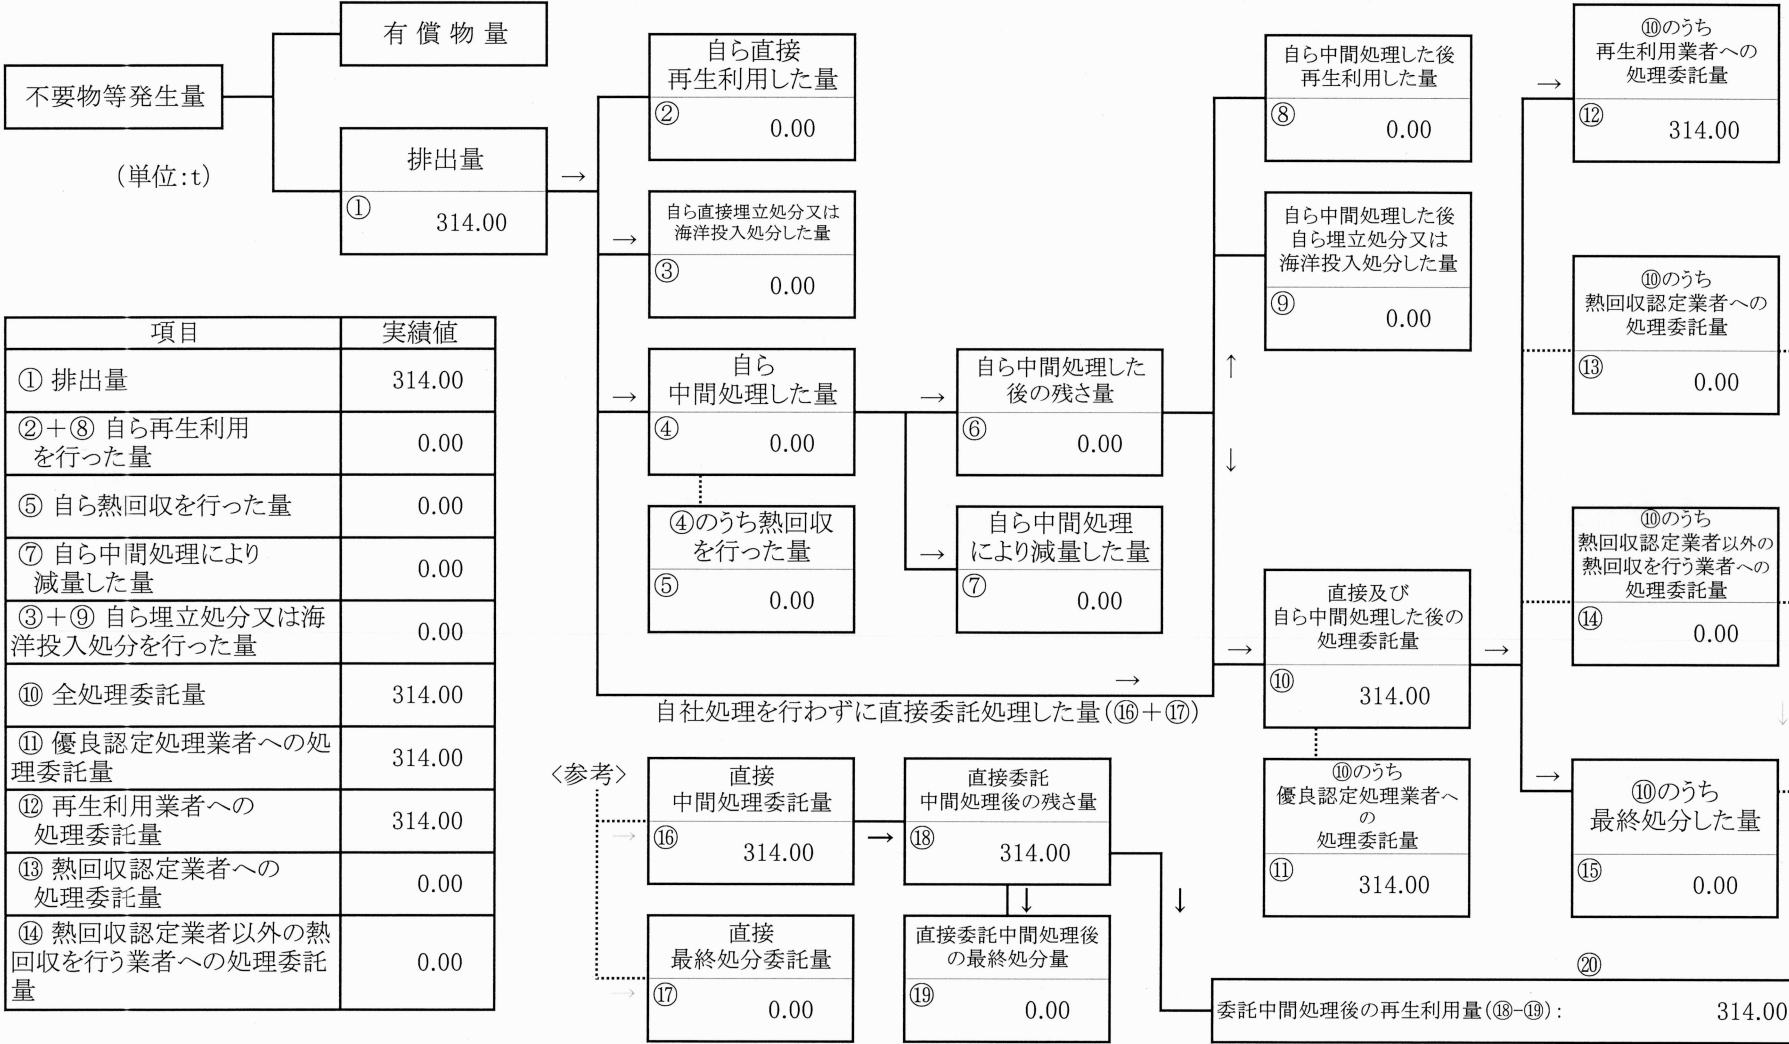 不要物等発生量
(単位:t)
有償物量
排出量
①
314.00
→
自ら直接
再生利用した量
②
0.00
自ら直接埋立処分又は
海洋投入処分した量
→
③
0.00
自ら
中間処理した量
→
④
0.00
④のうち熱回収
を行った量
⑤
0.00
自ら中間処理した
後の残さ量
→
⑥
0.00
自ら中間処理
により減量した量
→
⑦
0.00
自ら中間処理した後
再生利用した量
⑧
0.00
自ら中間処理した後
自ら埋立処分又は
海洋投入処分した量
⑨
0.00
↑
↓
直接及び
自ら中間処理した後の
処理委託量
→
⑩
314.00
→
⑩のうち
優良認定処理業者へ
の
処理委託量
⑪
314.00
⑩のうち
再生利用業者への
処理委託量
→
⑫
314.00
⑩のうち
熱回収認定業者への
処理委託量
⑬
0.00
⑩のうち
熱回収認定業者以外の
熱回収を行う業者への
処理委託量
⑭
0.00
→
⑩のうち
最終処分した量
⑮
0.00
↓
→
自社処理を行わずに直接委託処理した量(⑯+⑰)
項目 実績値
① 排出量 314.00
②+⑧ 自ら再生利用
を行った量 0.00
⑤ 自ら熱回収を行った量 0.00
⑦ 自ら中間処理により
減量した量 0.00
③+⑨ 自ら埋立処分又は海
洋投入処分を行った量 0.00
⑩ 全処理委託量 314.00
⑪ 優良認定処理業者への処
理委託量 314.00
⑫ 再生利用業者への
処理委託量 314.00
⑬ 熱回収認定業者への
処理委託量 0.00
⑭ 熱回収認定業者以外の熱
回収を行う業者への処理委託
量 0.00
<参考>
直接
中間処理委託量
→
⑯
314.00
→
直接委託
中間処理後の残さ量
⑱
314.00
↓
↓
直接
最終処分委託量
→
⑰
0.00
直接委託中間処理後
の最終処分量
⑲
0.00
⑳
委託中間処理後の再生利用量(⑱-⑲): 314.00